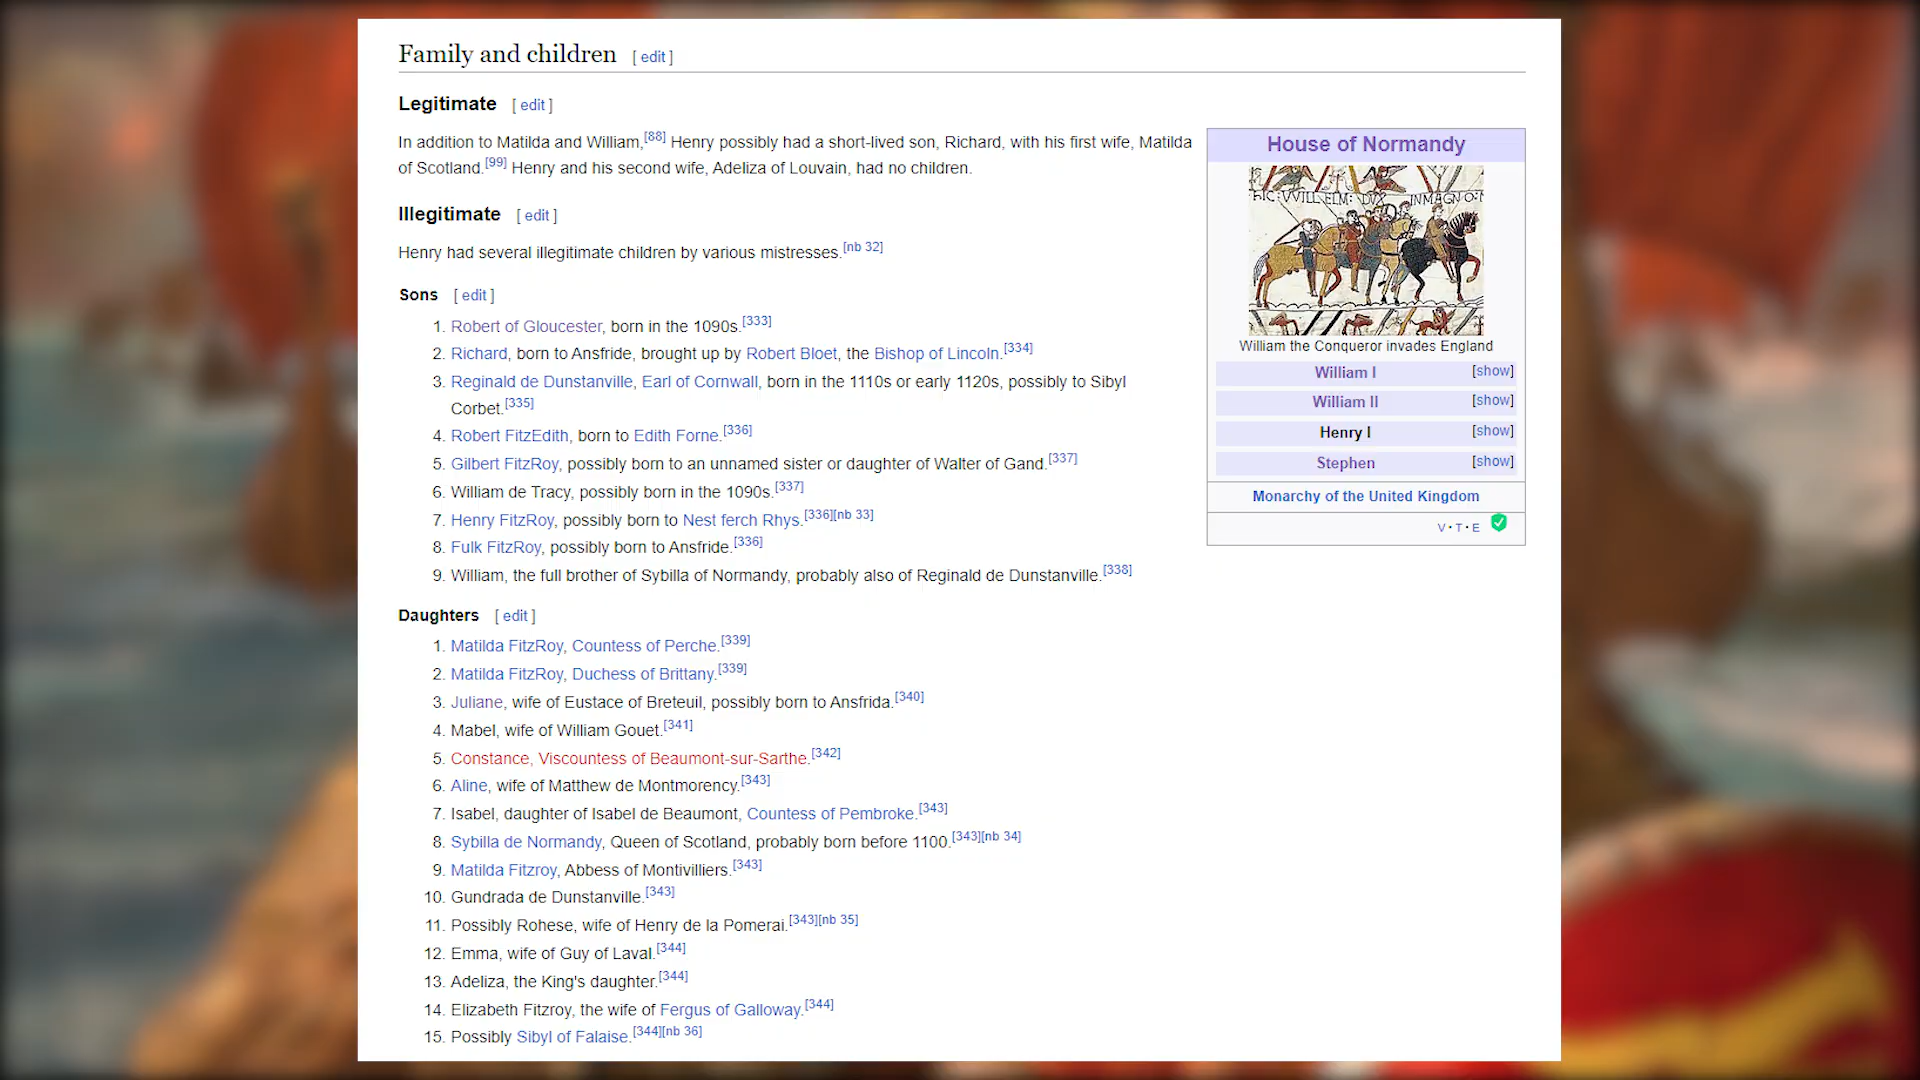 Family and children [ edit ]
Legitimate [ edit ]
In addition to Matilda and William,[88] Henry possibly had a short-lived son, Richard, with his first wife, Matilda
of Scotland.[99] Henry and his second wife, Adeliza of Louvain, had no children.
Illegitimate [ edit ]
Henry had several illegitimate children by various mistresses.[nb 32]
Sons [ edit ]
1. Robert of Gloucester, born in the 1090s.[333]
2. Richard, born to Ansfride, brought up by Robert Bloet, the Bishop of Lincoln.[334]
3. Reginald de Dunstanville, Earl of Cornwall, born in the 1110s or early 1120s, possibly to Sibyl
Corbet.[335]
4. Robert FitzEdith, born to Edith Forne.[336]
5. Gilbert FitzRoy, possibly born to an unnamed sister or daughter of Walter of Gand.[337]
6. William de Tracy, possibly born in the 1090s.[337]
7. Henry FitzRoy, possibly born to Nest ferch Rhys.[336][nb 33]
8. Fulk FitzRoy, possibly born to Ansfride.[336]
9. William, the full brother of Sybilla of Normandy, probably also of Reginald de Dunstanville.[338]
Daughters [ edit ]
1. Matilda FitzRoy, Countess of Perche.[339]
2. Matilda FitzRoy, Duchess of Brittany.[339]
3. Juliane, wife of Eustace of Breteuil, possibly born to Ansfrida.[340]
4. Mabel, wife of William Gouet.[341]
5. Constance, Viscountess of Beaumont-sur-Sarthe.[342]
6. Aline, wife of Matthew de Montmorency.[343]
7. Isabel, daughter of Isabel de Beaumont, Countess of Pembroke.[343]
8. Sybilla de Normandy, Queen of Scotland, probably born before 1100.[343][nb 34]
9. Matilda Fitzroy, Abbess of Montivilliers.[343]
10. Gundrada de Dunstanville.[343]
11. Possibly Rohese, wife of Henry de la Pomerai.[343][nb 35]
12. Emma, wife of Guy of Laval.[344]
13. Adeliza, the King's daughter.[344]
14. Elizabeth Fitzroy, the wife of Fergus of Galloway.[344]
15. Possibly Sibyl of Falaise.[344][nb 36]
House of Normandy
HIC: VVILLELM: DUX IN MAGNO: N
William the Conqueror invades England
William I [show]
William II [show]
Henry I [show]
Stephen [show]
Monarchy of the United Kingdom
V · T · E